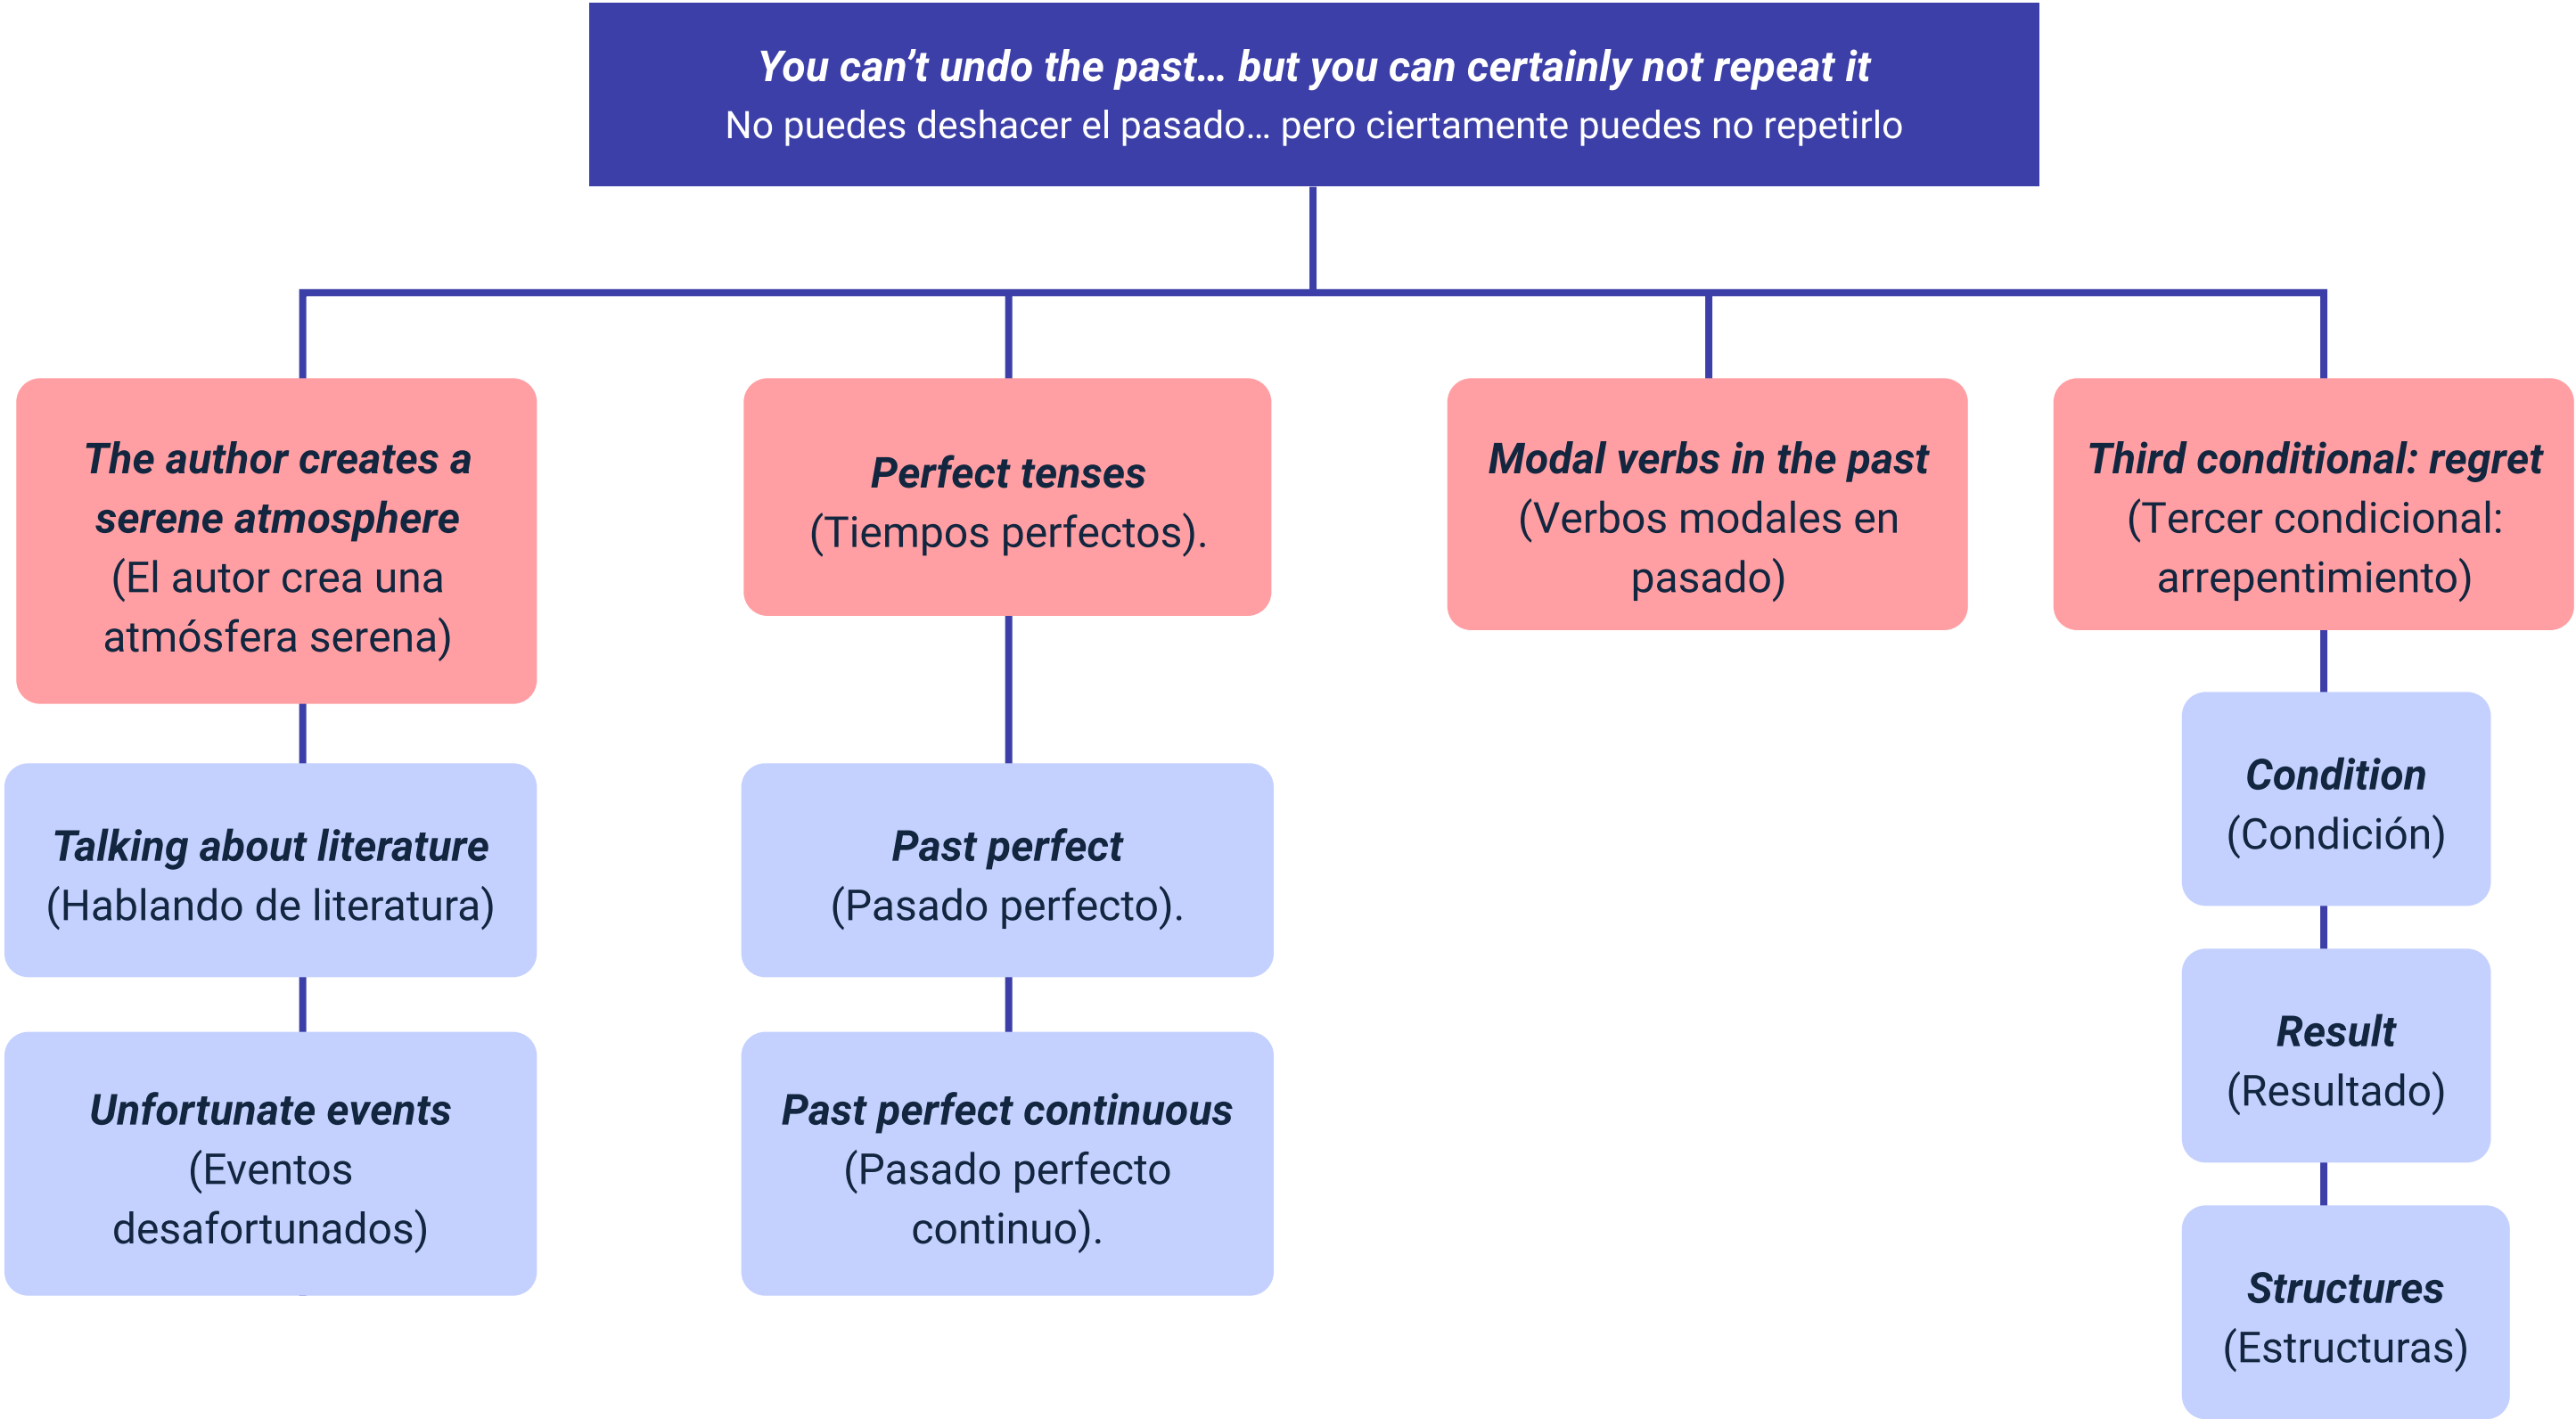 You can’t undo the past… but you can certainly not repeat it
No puedes deshacer el pasado… pero ciertamente puedes no repetirlo
The author creates a
serene atmosphere
(El autor crea una
atmósfera serena)
Talking about literature
(Hablando de literatura)
Unfortunate events
(Eventos
desafortunados)
Perfect tenses
(Tiempos perfectos).
Past perfect
(Pasado perfecto).
Past perfect continuous
(Pasado perfecto
continuo).
Modal verbs in the past
(Verbos modales en
pasado)
Third conditional: regret
(Tercer condicional:
arrepentimiento)
Condition
(Condición)
Result
(Resultado)
Structures
(Estructuras)